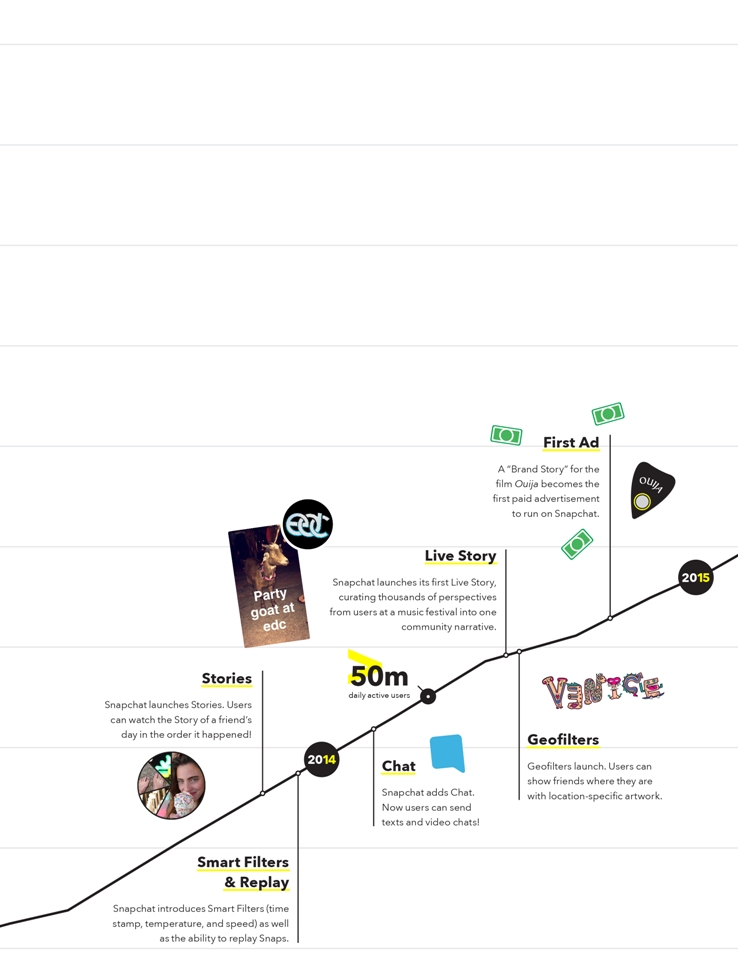 First Ad
A “Brand Story” for the
film Ouija becomes the
first paid advertisement
to run on Snapchat.
OUIJA
edc
Party
goat at
edc
Live Story
Snapchat launches its first Live Story,
curating thousands of perspectives
from users at a music festival into one
community narrative.
2015
Stories
Snapchat launches Stories. Users
can watch the Story of a friend’s
day in the order it happened!
50m
daily active users
VENICE
Geofilters
Geofilters launch. Users can
show friends where they are
with location-specific artwork.
2014
Chat
Snapchat adds Chat.
Now users can send
texts and video chats!
Smart Filters
& Replay
Snapchat introduces Smart Filters (time
stamp, temperature, and speed) as well
as the ability to replay Snaps.